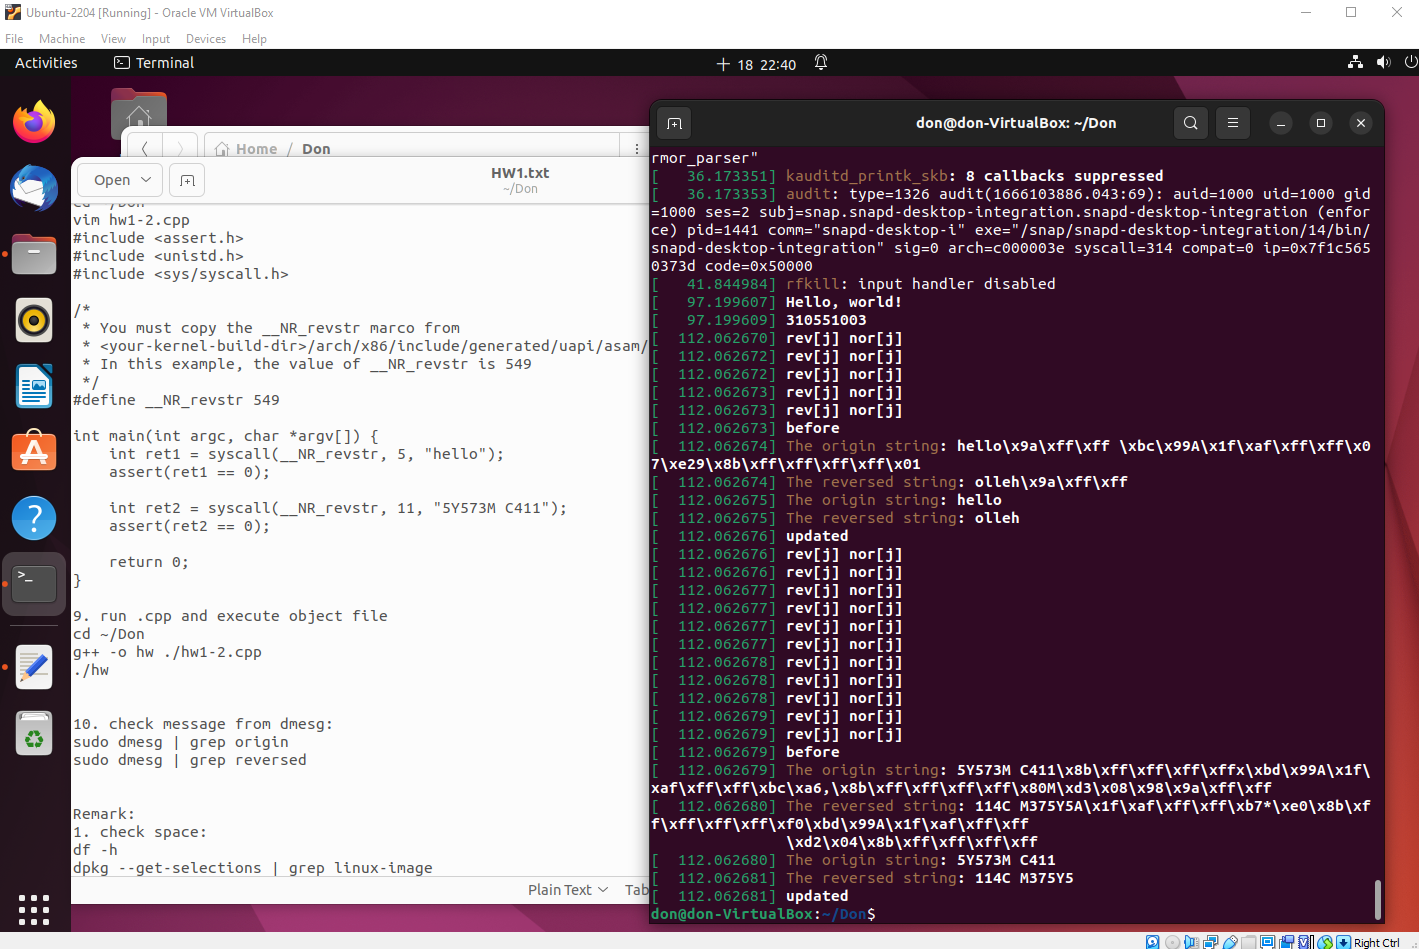 Ubuntu-2204 [Running] - Oracle VM VirtualBox
File Machine View Input Devices Help
Activities Terminal 18 22:40
Home / Don
Open HW1.txt
~/Don
cd ~/Don
vim hw1-2.cpp
#include <assert.h>
#include <unistd.h>
#include <sys/syscall.h>
/*
* You must copy the __NR_revstr marco from
* <your-kernel-build-dir>/arch/x86/include/generated/uapi/asam/
* In this example, the value of __NR_revstr is 549
*/
#define __NR_revstr 549
int main(int argc, char *argv[]) {
int ret1 = syscall(__NR_revstr, 5, "hello");
assert(ret1 == 0);
int ret2 = syscall(__NR_revstr, 11, "5Y573M C411");
assert(ret2 == 0);
return 0;
}
9. run .cpp and execute object file
cd ~/Don
g++ -o hw ./hw1-2.cpp
./hw
10. check message from dmesg:
sudo dmesg | grep origin
sudo dmesg | grep reversed
Remark:
1. check space:
df -h
dpkg --get-selections | grep linux-image
Plain Text Tab
don@don-VirtualBox: ~/Don
rmor_parser"
[   36.173351] kauditd_printk_skb: 8 callbacks suppressed
[   36.173353] audit: type=1326 audit(1666103886.043:69): auid=1000 uid=1000 gid
=1000 ses=2 subj=snap.snapd-desktop-integration.snapd-desktop-integration (enfor
ce) pid=1441 comm="snapd-desktop-i" exe="/snap/snapd-desktop-integration/14/bin/
snapd-desktop-integration" sig=0 arch=c000003e syscall=314 compat=0 ip=0x7f1c565
0373d code=0x50000
[   41.844984] rfkill: input handler disabled
[   97.199607] Hello, world!
[   97.199609] 310551003
[  112.062670] rev[j] nor[j]
[  112.062672] rev[j] nor[j]
[  112.062672] rev[j] nor[j]
[  112.062673] rev[j] nor[j]
[  112.062673] rev[j] nor[j]
[  112.062673] before
[  112.062674] The origin string: hello\x9a\xff\xff \xbc\x99A\x1f\xaf\xff\xff\x0
7\xe29\x8b\xff\xff\xff\xff\x01
[  112.062674] The reversed string: olleh\x9a\xff\xff
[  112.062675] The origin string: hello
[  112.062675] The reversed string: olleh
[  112.062676] updated
[  112.062676] rev[j] nor[j]
[  112.062676] rev[j] nor[j]
[  112.062677] rev[j] nor[j]
[  112.062677] rev[j] nor[j]
[  112.062677] rev[j] nor[j]
[  112.062677] rev[j] nor[j]
[  112.062678] rev[j] nor[j]
[  112.062678] rev[j] nor[j]
[  112.062678] rev[j] nor[j]
[  112.062679] rev[j] nor[j]
[  112.062679] rev[j] nor[j]
[  112.062679] before
[  112.062679] The origin string: 5Y573M C411\x8b\xff\xff\xff\xffx\xbd\x99A\x1f\
xaf\xff\xff\xbc\xa6,\x8b\xff\xff\xff\xff\x80M\xd3\x08\x98\x9a\xff\xff
[  112.062680] The reversed string: 114C M375Y5A\x1f\xaf\xff\xff\xb7*\xe0\x8b\xf
f\xff\xff\xff\xf0\xbd\x99A\x1f\xaf\xff\xff
\xd2\x04\x8b\xff\xff\xff\xff
[  112.062680] The origin string: 5Y573M C411
[  112.062681] The reversed string: 114C M375Y5
[  112.062681] updated
don@don-VirtualBox:~/Don$
Right Ctrl